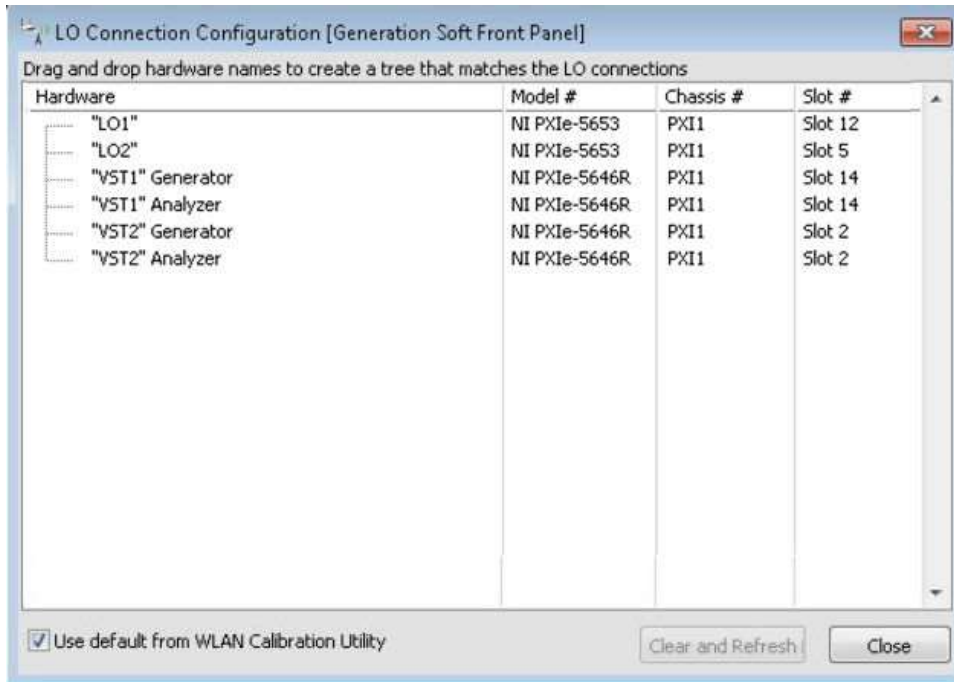 LO Connection Configuration [Generation Soft Front Panel]
Drag and drop hardware names to create a tree that matches the LO connections
Hardware Model # Chassis # Slot #
"LO1" NI PXIe-5653 PXI1 Slot 12
"LO2" NI PXIe-5653 PXI1 Slot 5
"VST1" Generator NI PXIe-5646R PXI1 Slot 14
"VST1" Analyzer NI PXIe-5646R PXI1 Slot 14
"VST2" Generator NI PXIe-5646R PXI1 Slot 2
"VST2" Analyzer NI PXIe-5646R PXI1 Slot 2
Use default from WLAN Calibration Utility Clear and Refresh Close